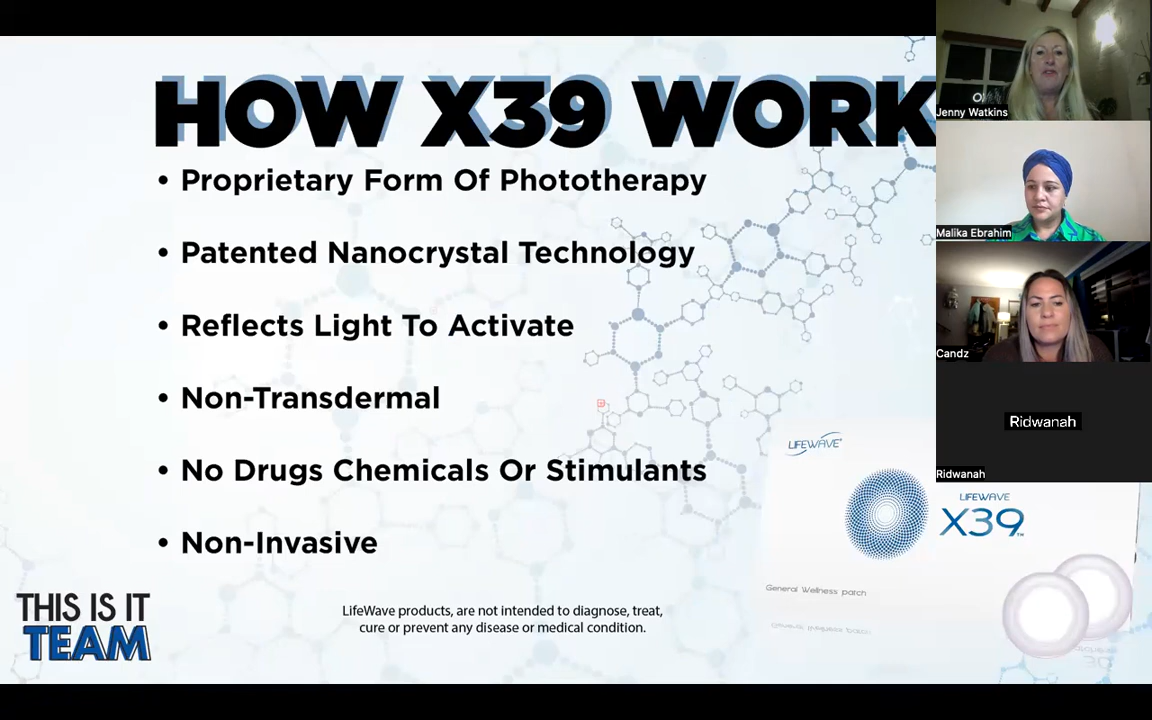 HOW X39 WORK
• Proprietary Form Of Phototherapy
• Patented Nanocrystal Technology
• Reflects Light To Activate
• Non-Transdermal
• No Drugs Chemicals Or Stimulants
• Non-Invasive
LifeWave products, are not intended to diagnose, treat,
cure or prevent any disease or medical condition.
THIS IS IT
TEAM
LIFEWAVE
LIFEWAVE
X39™
General Wellness patch
Jenny Watkins
Malika Ebrahim
Candz
Ridwanah
Ridwanah